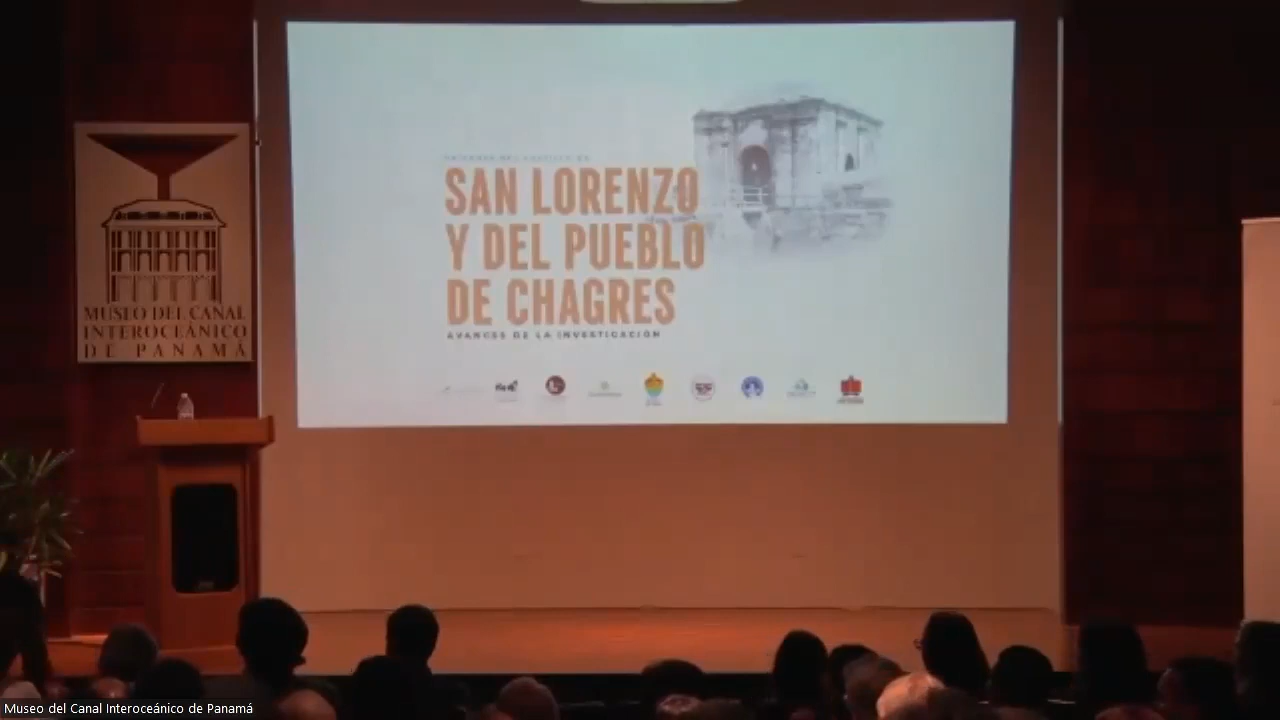 SAN LORENZO
Y DEL PUEBLO
DE CHAGRES
AVANCES DE LA INVESTIGACIÓN
MUSEO DEL CANAL
INTEROCEÁNICO
DE PANAMÁ
Museo del Canal Interoceánico de Panamá